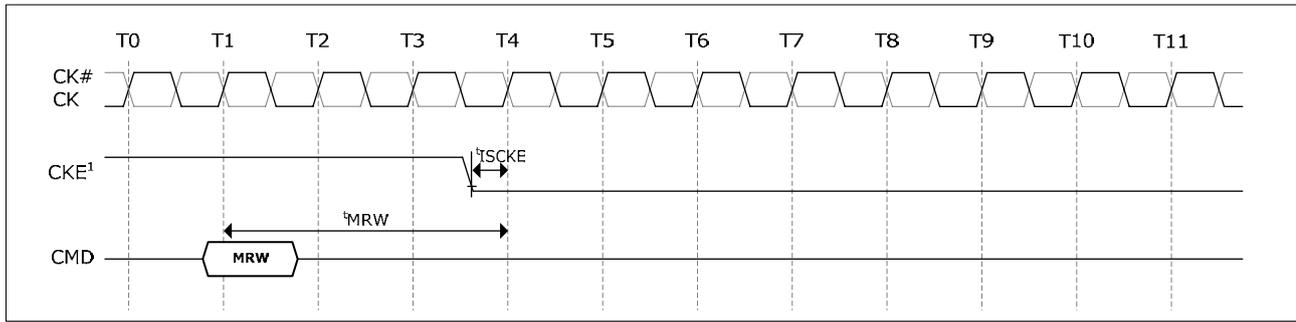 T0 T1 T2 T3 T4 T5 T6 T7 T8 T9 T10 T11
CK#
CK
tISCKE
CKE1
tMRW
CMD MRW